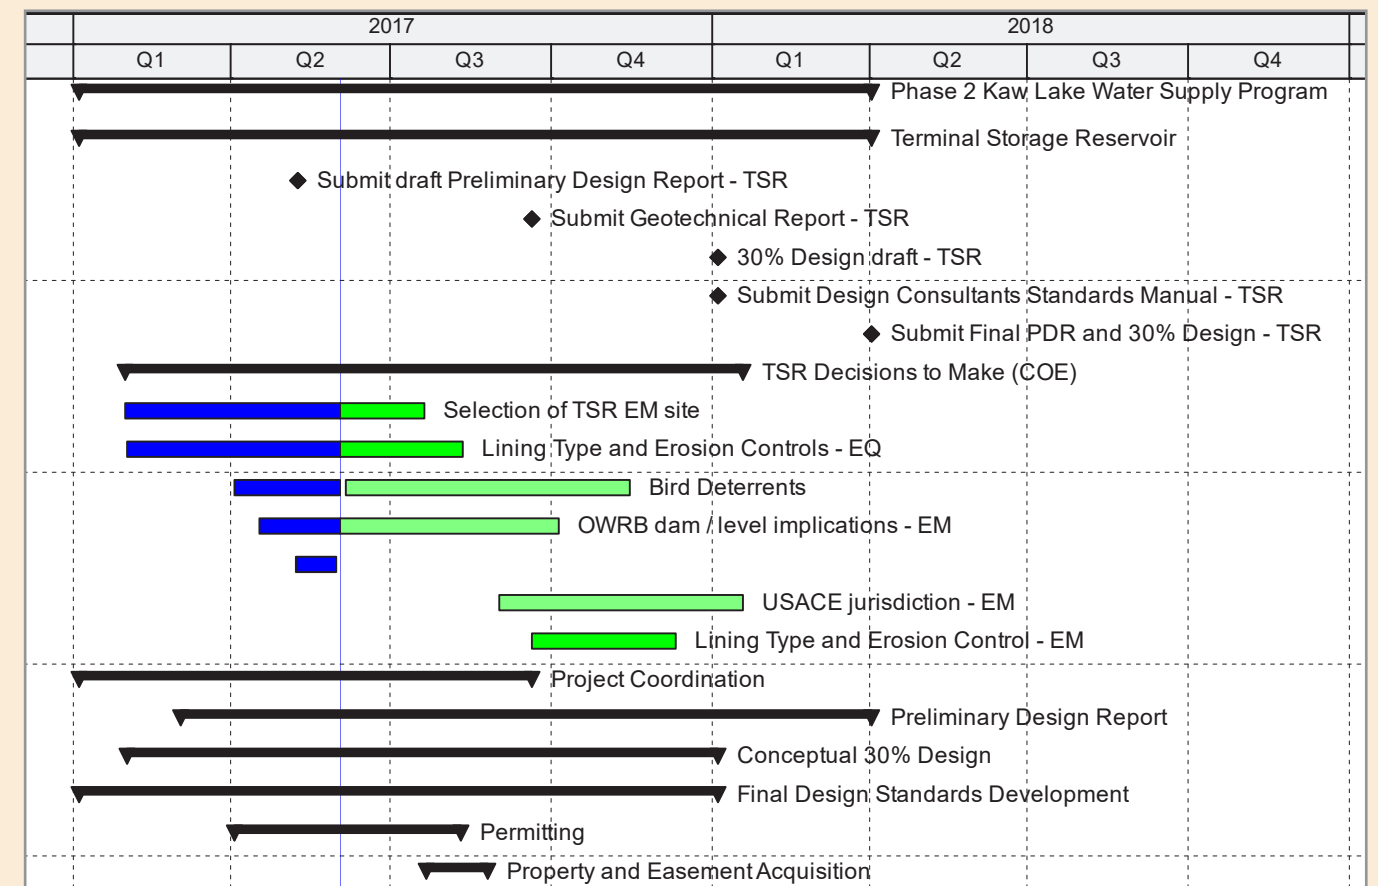 2017 2018
Q1 Q2 Q3 Q4 Q1 Q2 Q3 Q4
Phase 2 Kaw Lake Water Supply Program
Terminal Storage Reservoir
Submit draft Preliminary Design Report - TSR
Submit Geotechnical Report - TSR
30% Design draft - TSR
Submit Design Consultants Standards Manual - TSR
Submit Final PDR and 30% Design - TSR
TSR Decisions to Make (COE)
Selection of TSR EM site
Lining Type and Erosion Controls - EQ
Bird Deterrents
OWRB dam / level implications - EM
USACE jurisdiction - EM
Lining Type and Erosion Control - EM
Project Coordination
Preliminary Design Report
Conceptual 30% Design
Final Design Standards Development
Permitting
Property and Easement Acquisition